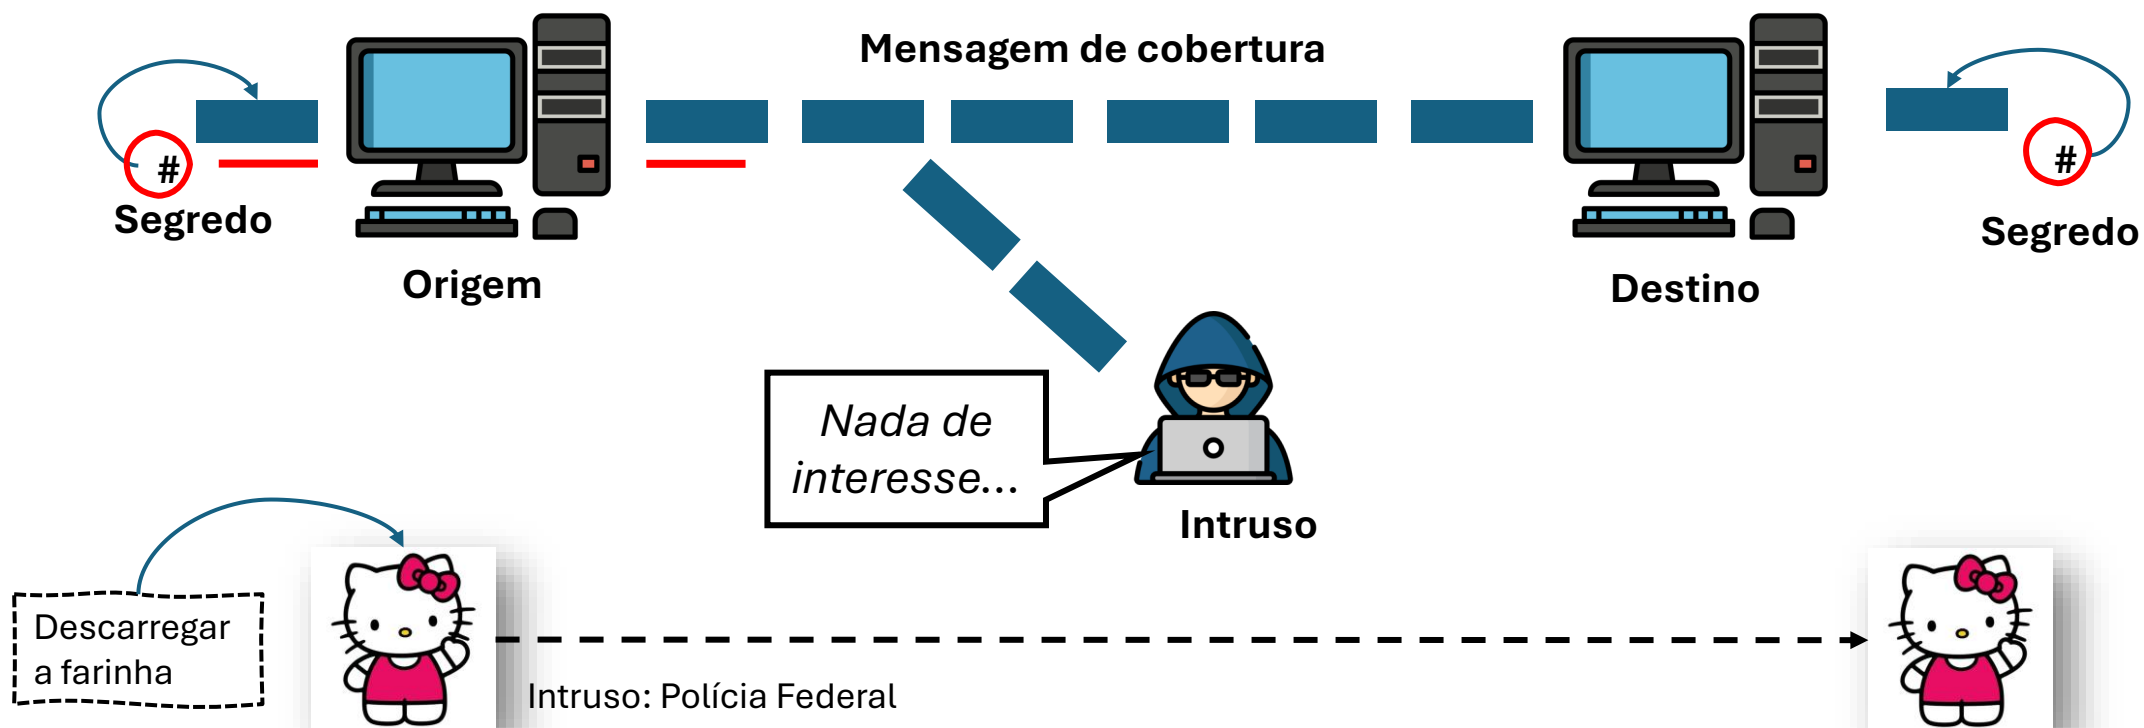 Mensagem de cobertura
#
Segredo
Origem
Destino
#
Segredo
Nada de
interesse...
Intruso
Descarregar
a farinha
Intruso: Polícia Federal